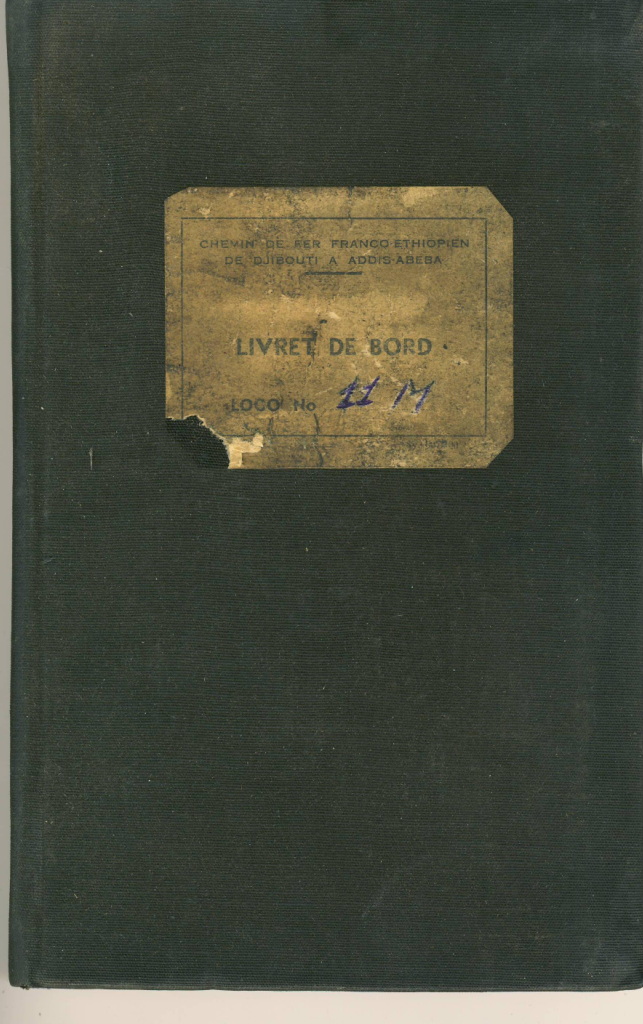 CHEMIN DE FER FRANCO-ETHIOPIEN
DE DJIBOUTI A ADDIS-ABEBA
LIVRET DE BORD
LOCO No 11 M